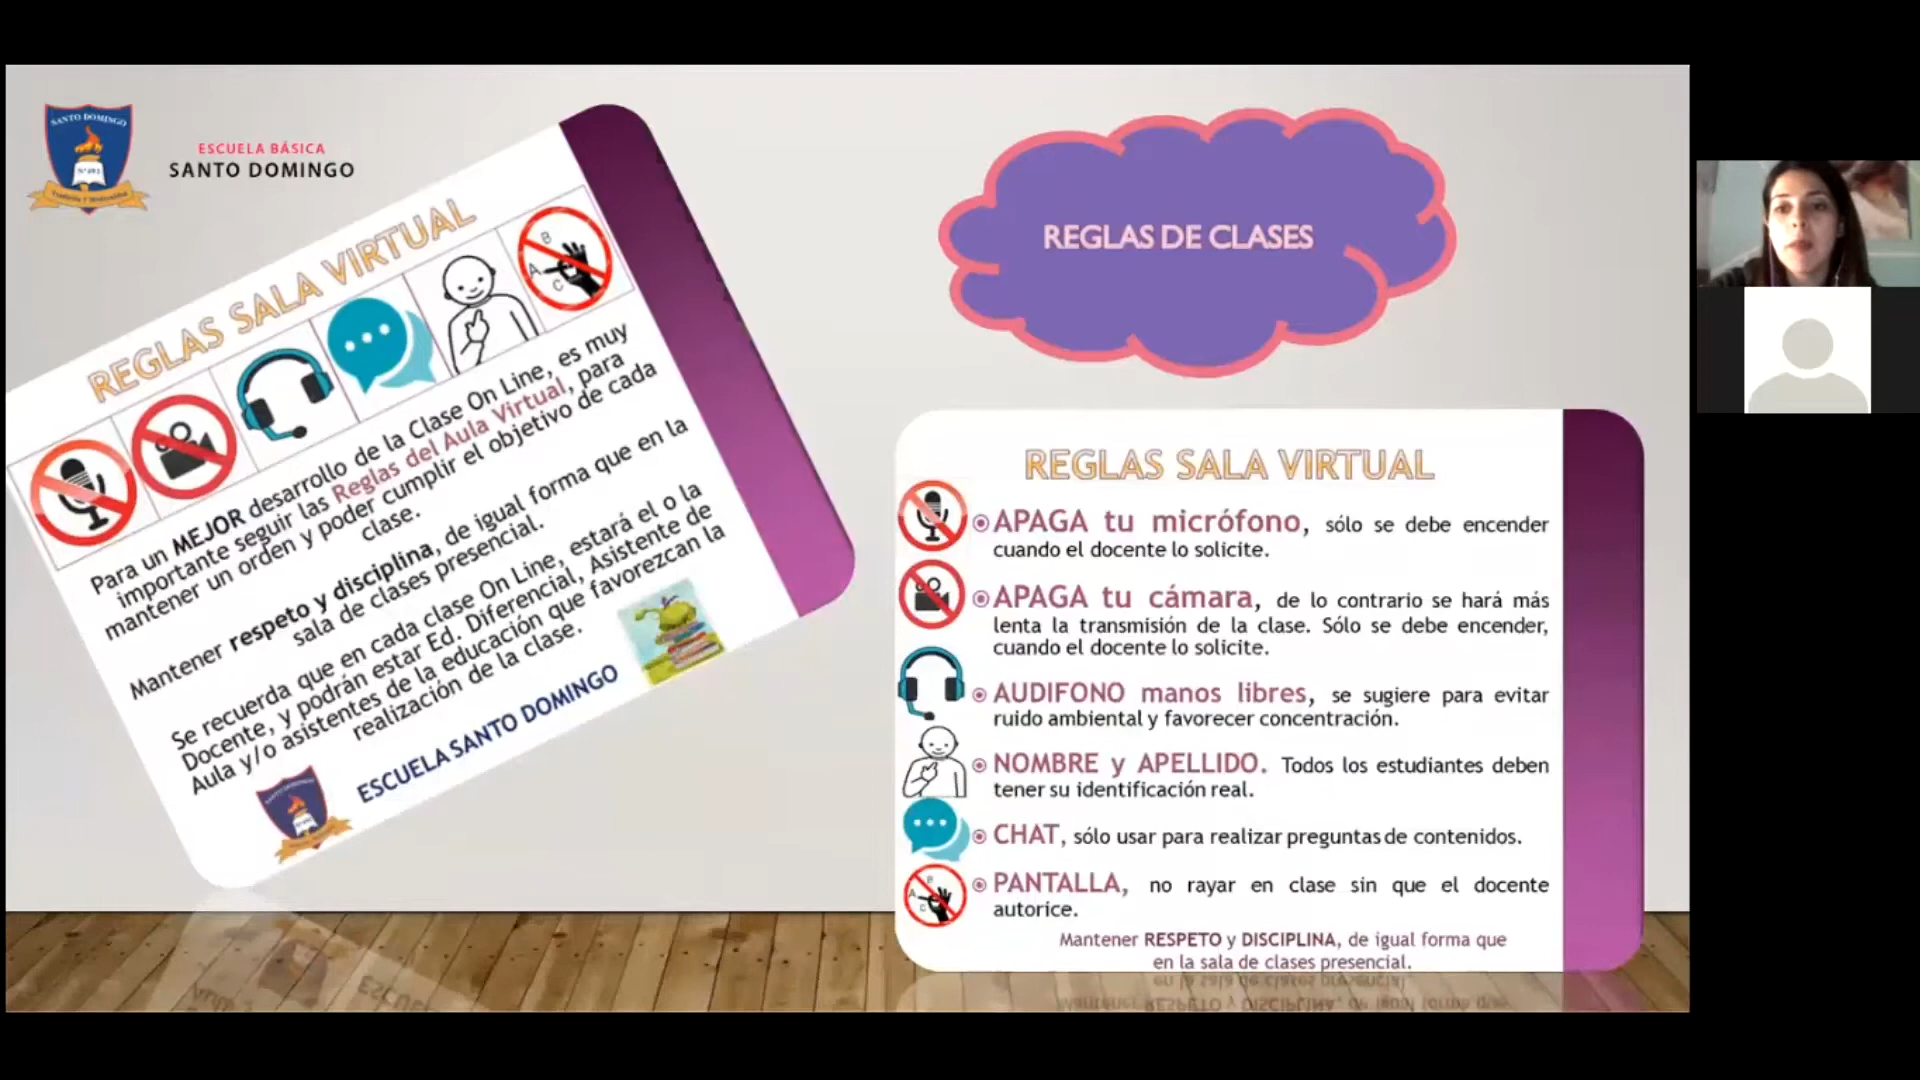 SANTO DOMINGO
Nº 493
Tradición y Modernidad
ESCUELA BÁSICA
SANTO DOMINGO
REGLAS SALA VIRTUAL
B
A
C
Para un MEJOR desarrollo de la Clase On Line, es muy
importante seguir las Reglas del Aula Virtual, para
mantener un orden y poder cumplir el objetivo de cada
clase.
Mantener respeto y disciplina, de igual forma que en la
sala de clases presencial.
Se recuerda que en cada clase On Line, estará el o la
Docente, y podrán estar Ed. Diferencial, Asistente de
Aula y/o asistentes de la educación que favorezcan la
realización de la clase.
ESCUELA SANTO DOMINGO
REGLAS DE CLASES
REGLAS SALA VIRTUAL
APAGA tu micrófono, sólo se debe encender
cuando el docente lo solicite.
APAGA tu cámara, de lo contrario se hará más
lenta la transmisión de la clase. Sólo se debe encender,
cuando el docente lo solicite.
AUDIFONO manos libres, se sugiere para evitar
ruido ambiental y favorecer concentración.
NOMBRE y APELLIDO. Todos los estudiantes deben
tener su identificación real.
CHAT, sólo usar para realizar preguntas de contenidos.
PANTALLA, no rayar en clase sin que el docente
autorice.
Mantener RESPETO y DISCIPLINA, de igual forma que
en la sala de clases presencial.